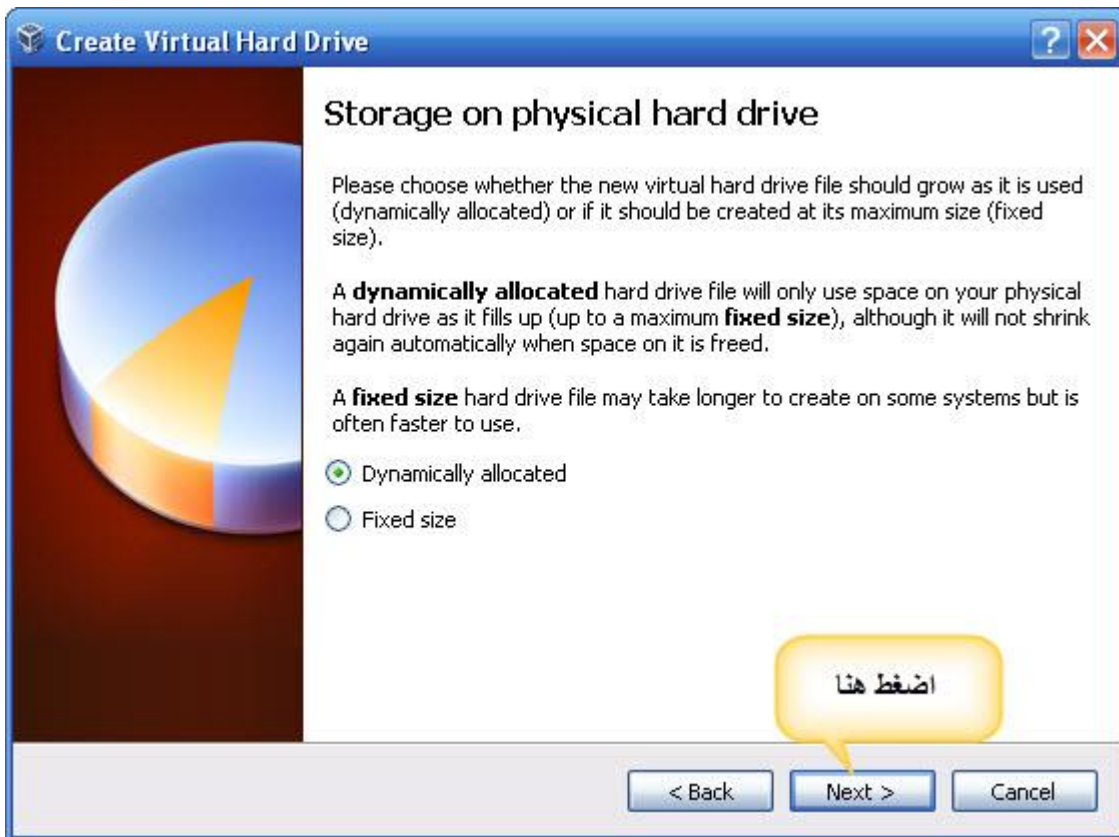 Create Virtual Hard Drive
Storage on physical hard drive
Please choose whether the new virtual hard drive file should grow as it is used
(dynamically allocated) or if it should be created at its maximum size (fixed
size).
A dynamically allocated hard drive file will only use space on your physical
hard drive as it fills up (up to a maximum fixed size), although it will not shrink
again automatically when space on it is freed.
A fixed size hard drive file may take longer to create on some systems but is
often faster to use.
Dynamically allocated
Fixed size
اضغط هنا
< Back Next > Cancel